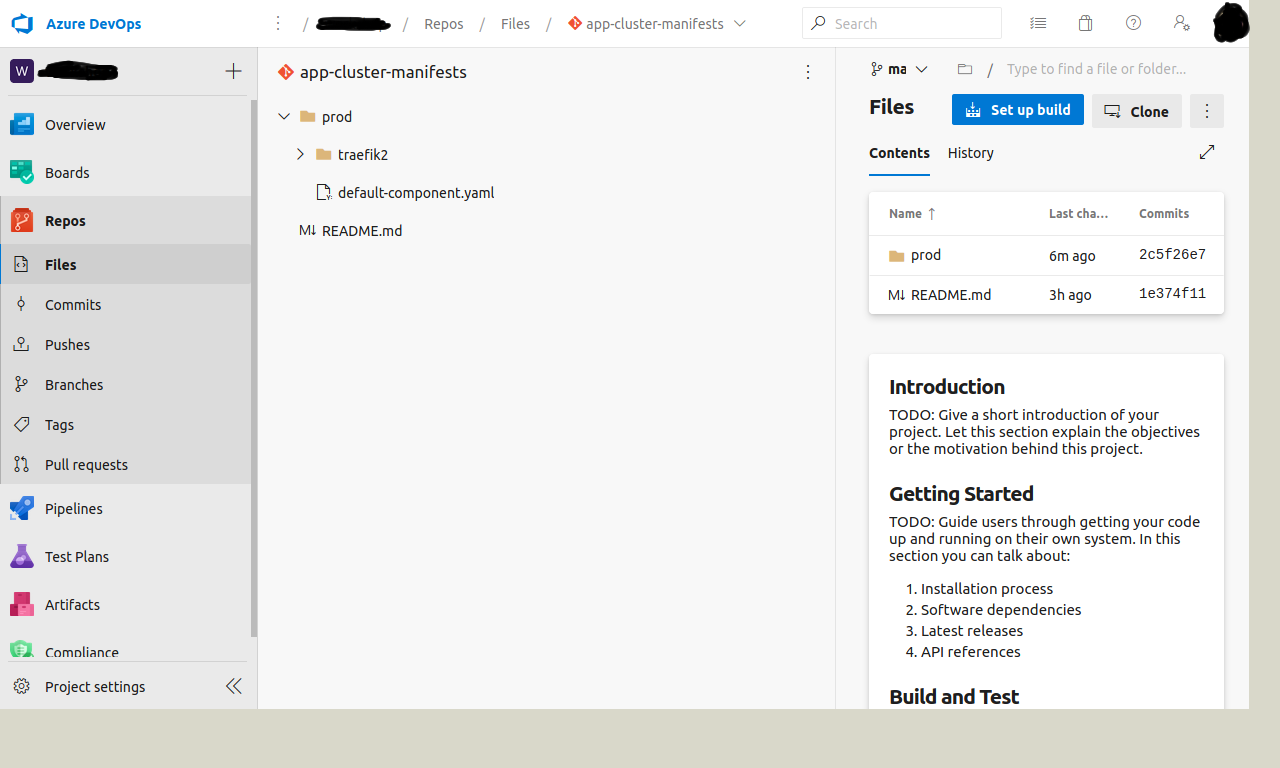 Azure DevOps
/ / Repos / Files / app-cluster-manifests
Search
W
app-cluster-manifests
ma
/ Type to find a file or folder...
Files
Set up build
Clone
Contents
History
Overview
Boards
Repos
Files
Commits
Pushes
Branches
Tags
Pull requests
Pipelines
Test Plans
Artifacts
Compliance
Project settings
prod
traefik2
default-component.yaml
README.md
Name ↑ Last cha... Commits
prod 6m ago 2c5f26e7
M↓ README.md 3h ago 1e374f11
Introduction
TODO: Give a short introduction of your
project. Let this section explain the objectives
or the motivation behind this project.
Getting Started
TODO: Guide users through getting your code
up and running on their own system. In this
section you can talk about:
1. Installation process
2. Software dependencies
3. Latest releases
4. API references
Build and Test